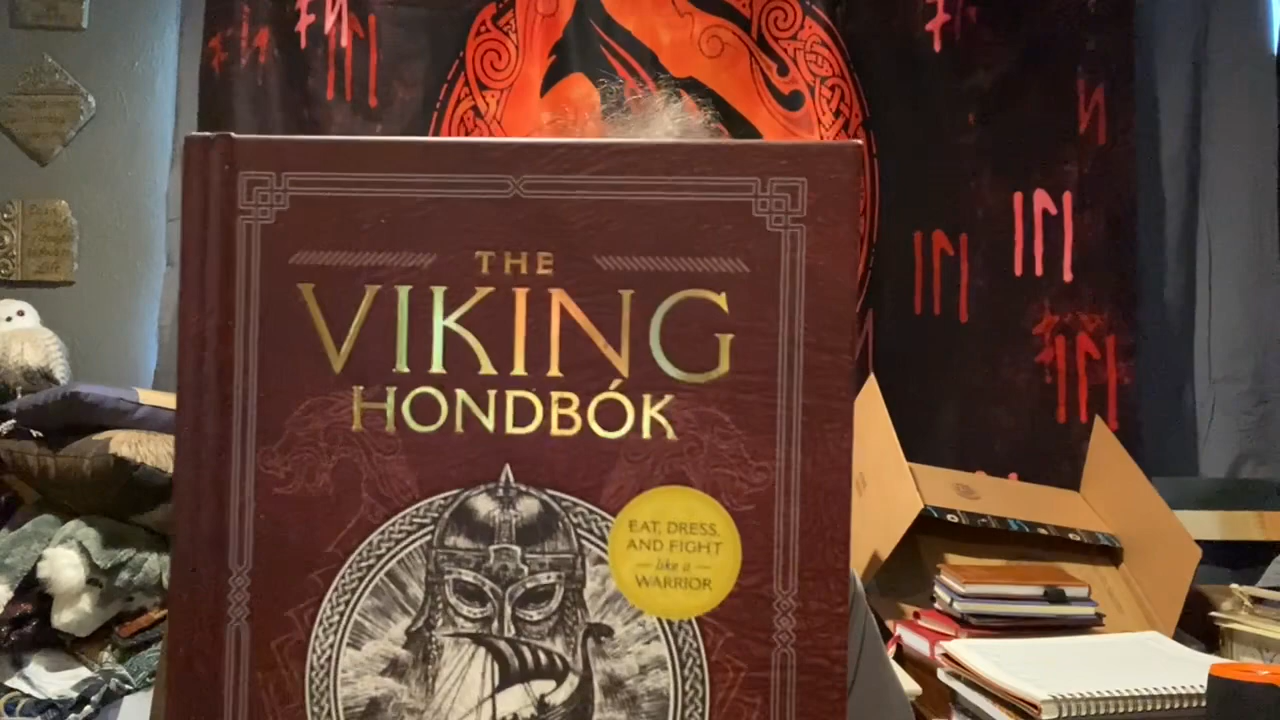 THE
VIKING
HONDBÓK
EAT, DRESS,
AND FIGHT
like a
WARRIOR